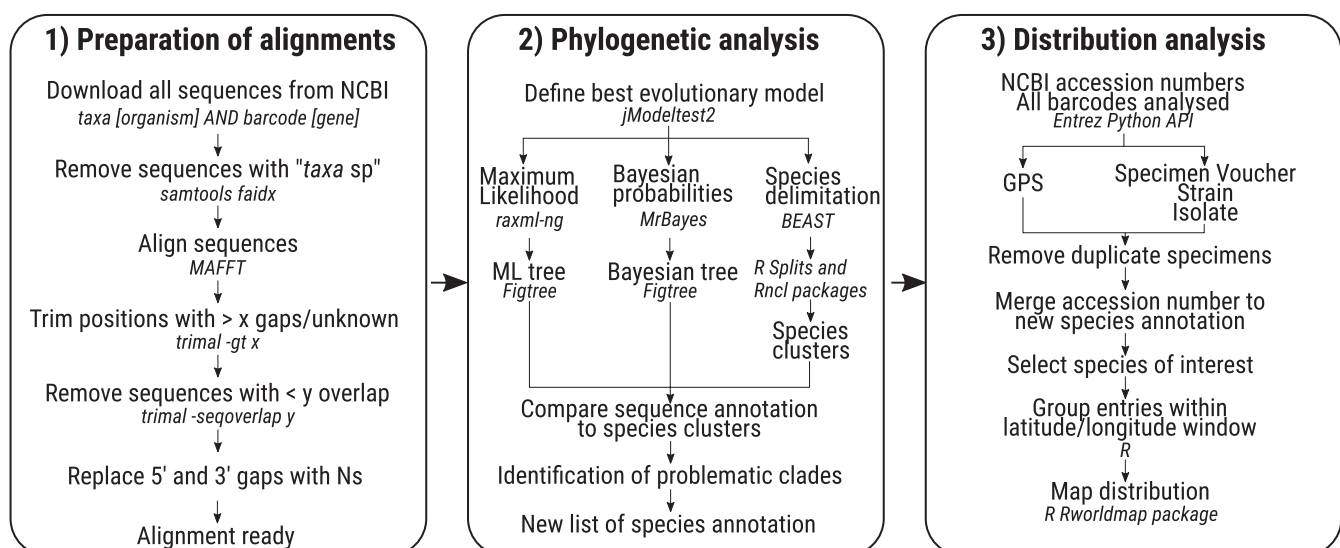 1) Preparation of alignments
Download all sequences from NCBI
taxa [organism] AND barcode [gene]
Remove sequences with "taxa sp"
samtools faidx
Align sequences
MAFFT
Trim positions with > x gaps/unknown
trimal -gt x
Remove sequences with < y overlap
trimal -seqoverlap y
Replace 5' and 3' gaps with Ns
Alignment ready
2) Phylogenetic analysis
Define best evolutionary model
jModeltest2
Maximum
Likelihood
raxml-ng
ML tree
Figtree
Bayesian
probabilities
MrBayes
Bayesian tree
Figtree
Species
delimitation
BEAST
R Splits and
Rncl packages
Species
clusters
Compare sequence annotation
to species clusters
Identification of problematic clades
New list of species annotation
3) Distribution analysis
NCBI accession numbers
All barcodes analysed
Entrez Python API
GPS
Specimen Voucher
Strain
Isolate
Remove duplicate specimens
Merge accession number to
new species annotation
Select species of interest
Group entries within
latitude/longitude window
R
Map distribution
R Rworldmap package